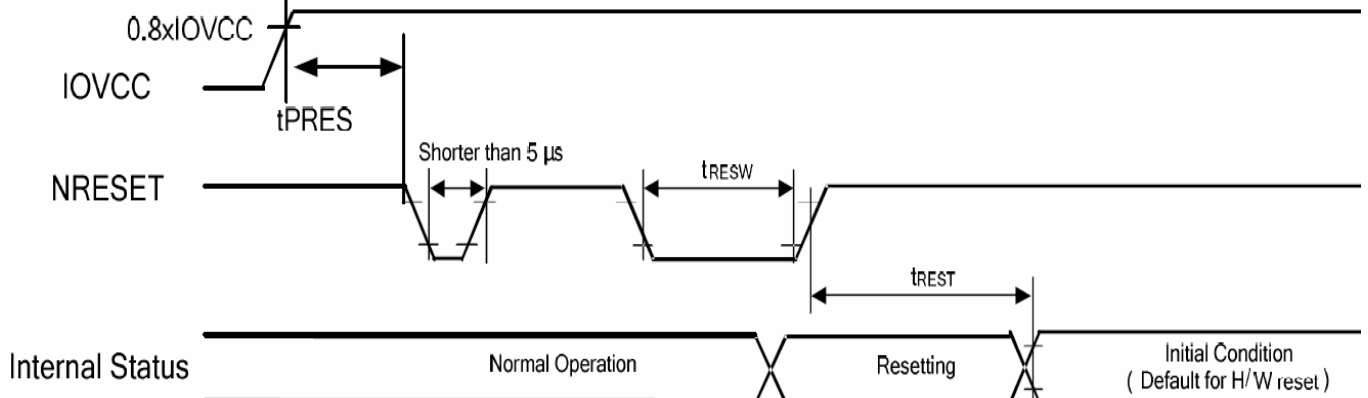 0.8xIOVCC
IOVCC
tPRES
Shorter than 5 µs
NRESET
tRESW
tREST
Internal Status
Normal Operation
Resetting
Initial Condition
( Default for H/W reset )